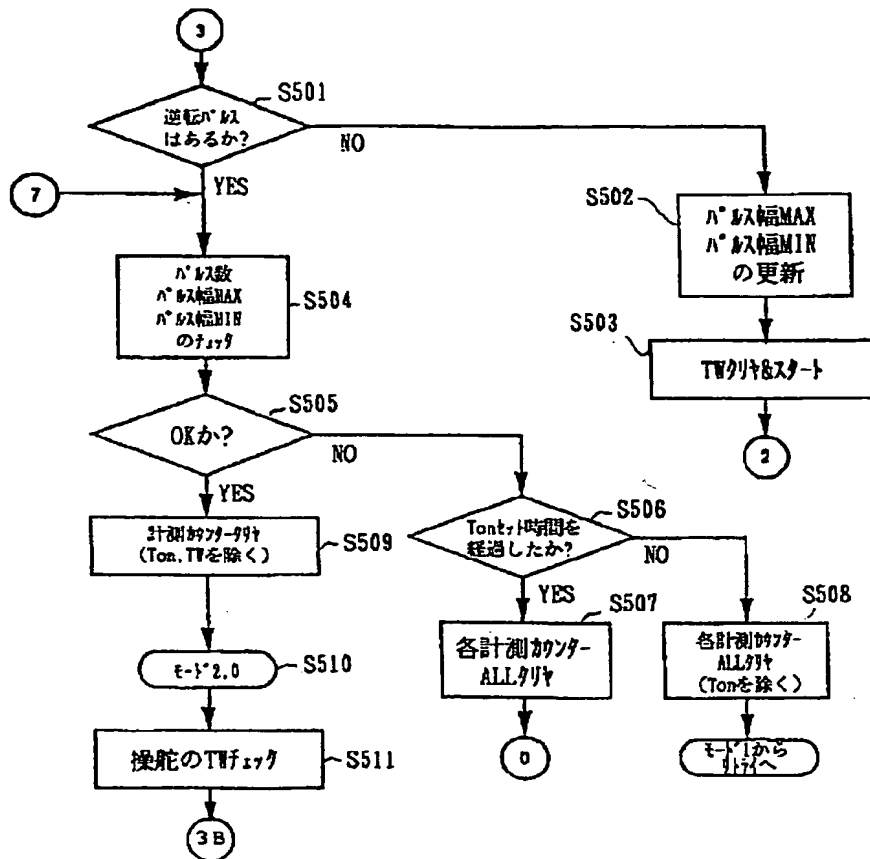 3
S501
逆転パルス
はあるか?
NO
YES
7
S502
パルス幅MAX
パルス幅MIN
の更新
パルス数
パルス幅MAX
パルス幅MIN
のチェック
S504
S503
TWクリヤ&スタート
2
S505
OKか?
NO
YES
S506
Tonセット時間を
経過したか?
NO
YES
計測カウンタークリヤ
(Ton,TWを除く)
S509
S507
各計測カウンター
ALLクリヤ
0
S508
各計測カウンター
ALLクリヤ
(Tonを除く)
モード1から
リトライへ
モード2.0
S510
操舵のTWチェック
S511
3B